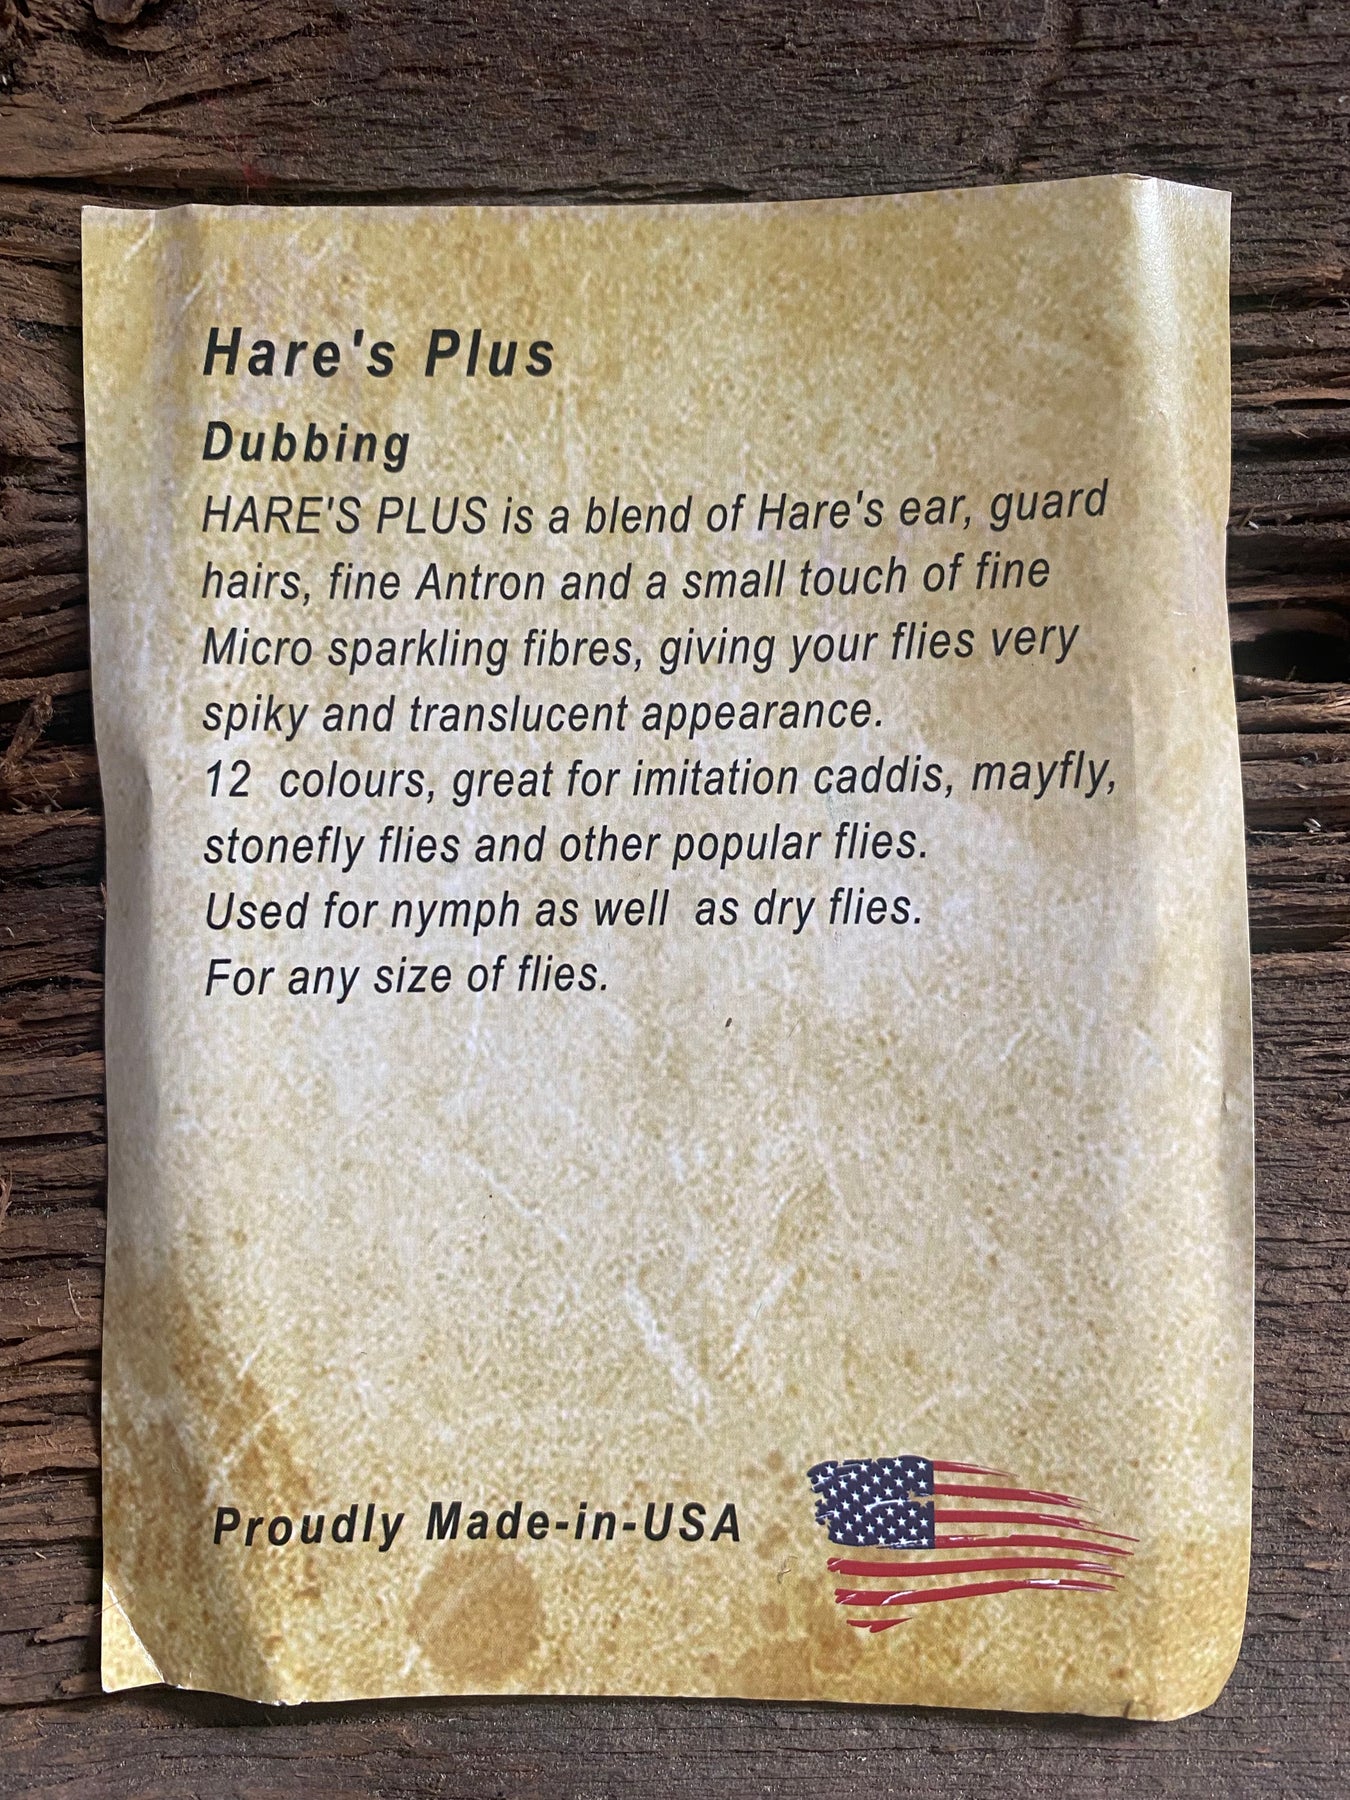 Hare's Plus
Dubbing
HARE'S PLUS is a blend of Hare's ear, guard
hairs, fine Antron and a small touch of fine
Micro sparkling fibres, giving your flies very
spiky and translucent appearance.
12  colours, great for imitation caddis, mayfly,
stonefly flies and other popular flies.
Used for nymph as well  as dry flies.
For any size of flies.
Proudly Made-in-USA